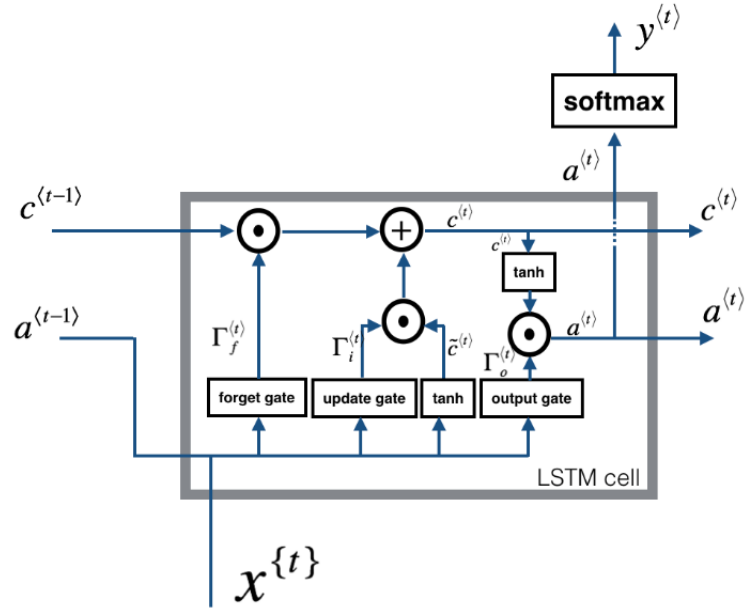 y⟨t⟩
softmax
a⟨t⟩
c⟨t−1⟩
c⟨t⟩
c⟨t⟩
c⟨t⟩
tanh
a⟨t−1⟩
Γf⟨t⟩
Γi⟨t⟩
c̃⟨t⟩
Γo⟨t⟩
a⟨t⟩
a⟨t⟩
forget gate
update gate
tanh
output gate
LSTM cell
x{t}